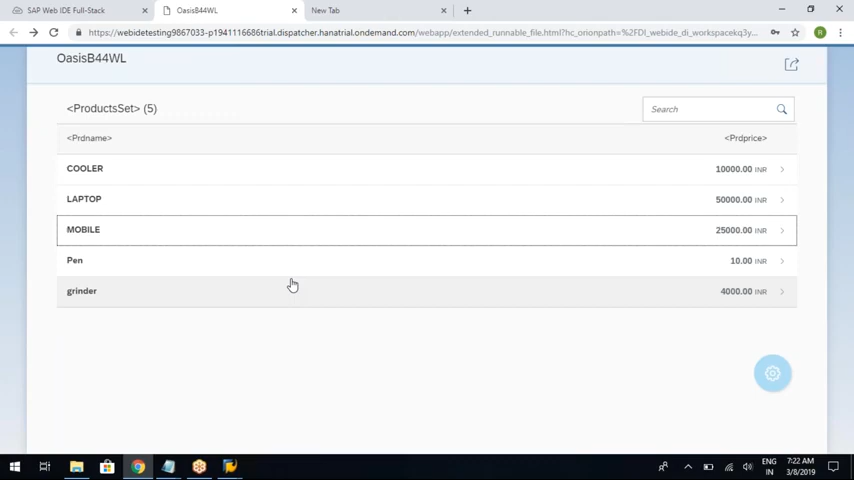 SAP Web IDE Full-Stack
OasisB44WL
New Tab
webidetesting9867033-p1941116686trial.dispatcher.hanatrial.ondemand.com/webapp/extended_runnable_file.html?hc_orionpath=%2FDI_webide_di_workspacekq3y...
R
OasisB44WL
<ProductsSet> (5)
Search
<Prdname>
<Prdprice>
COOLER
10000.00 INR
LAPTOP
50000.00 INR
MOBILE
25000.00 INR
Pen
10.00 INR
grinder
4000.00 INR
ENG
IN
7:22 AM
3/8/2019